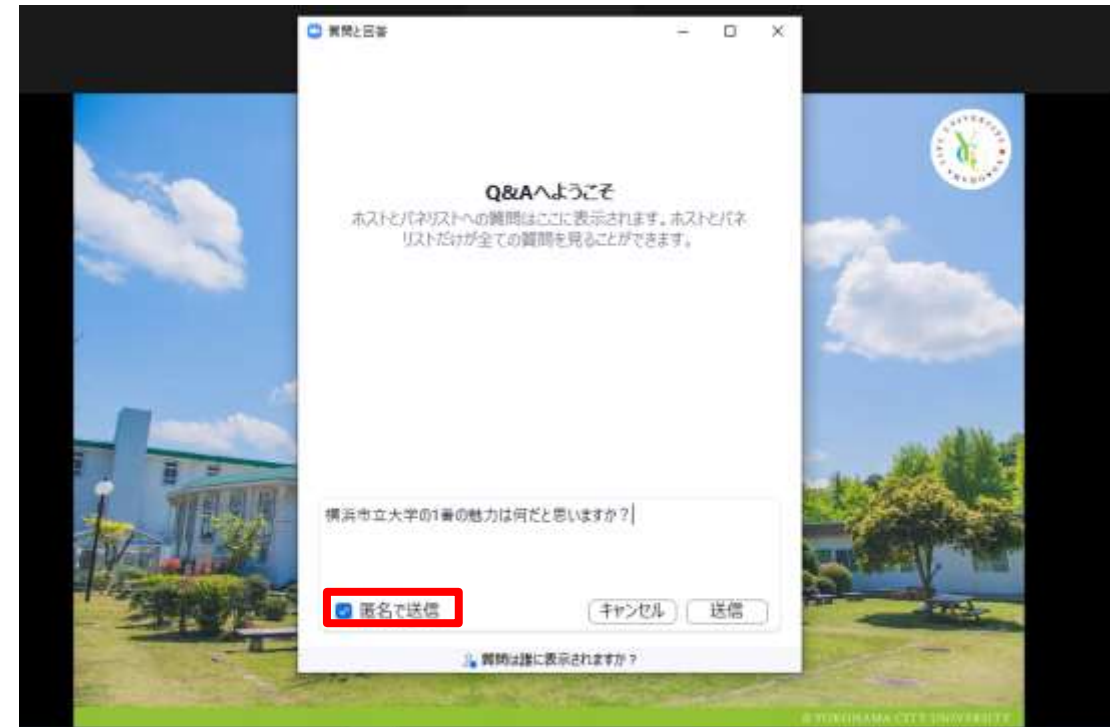 質問と回答
YOKOHAMA CITY UNIVERSITY
Q&Aへようこそ
ホストとパネリストへの質問はここに表示されます。ホストとパネ
リストだけが全ての質問を見ることができます。
横浜市立大学の1番の魅力は何だと思いますか？
匿名で送信
キャンセル
送信
質問は誰に表示されますか？
© YOKOHAMA CITY UNIVERSITY